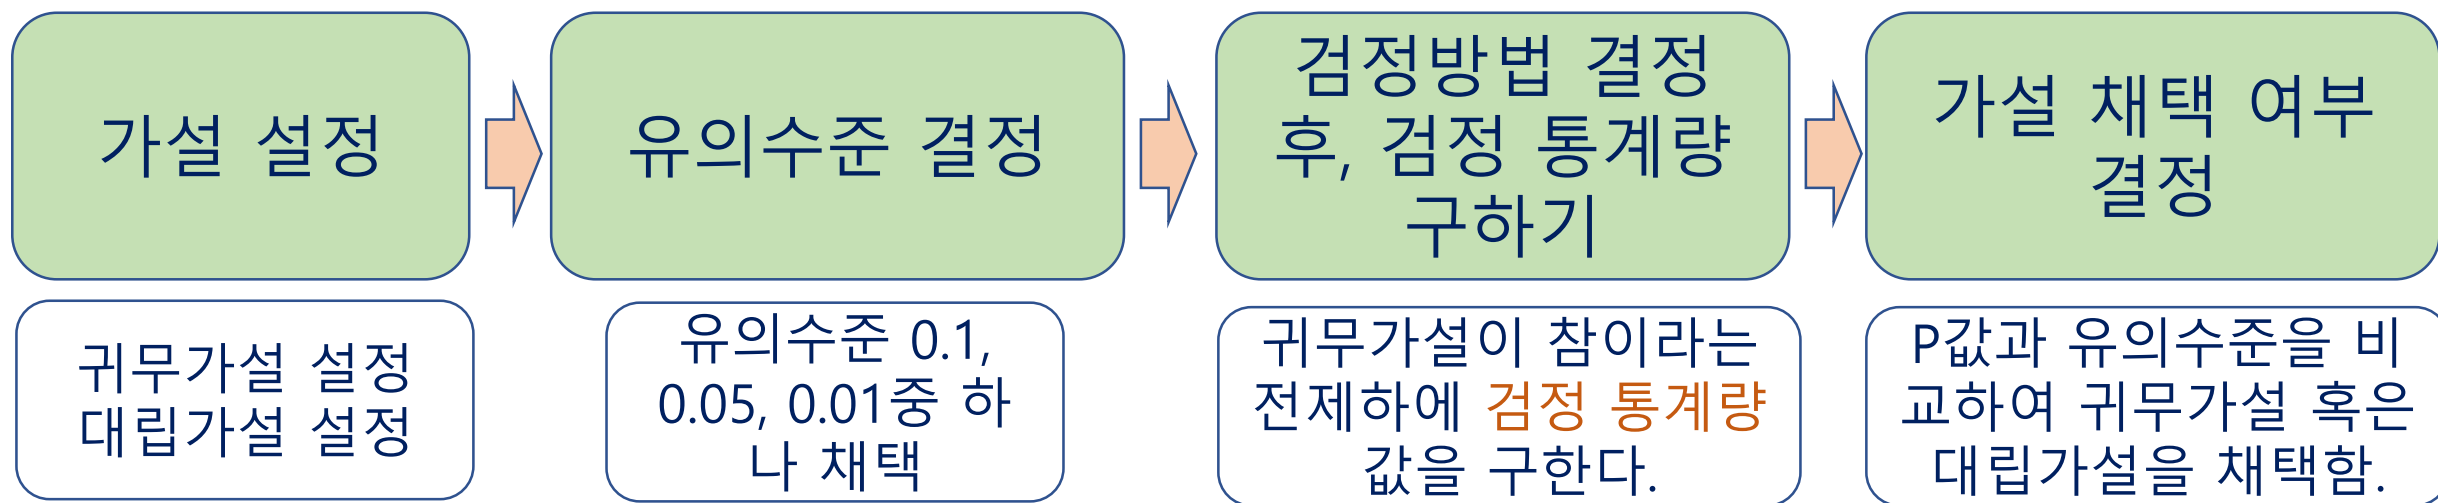 가설 설정
유의수준 결정
검정방법 결정
후, 검정 통계량
구하기
가설 채택 여부
결정
귀무가설 설정
대립가설 설정
유의수준 0.1,
0.05, 0.01중 하
나 채택
귀무가설이 참이라는
전제하에 검정 통계량
값을 구한다.
P값과 유의수준을 비
교하여 귀무가설 혹은
대립가설을 채택함.